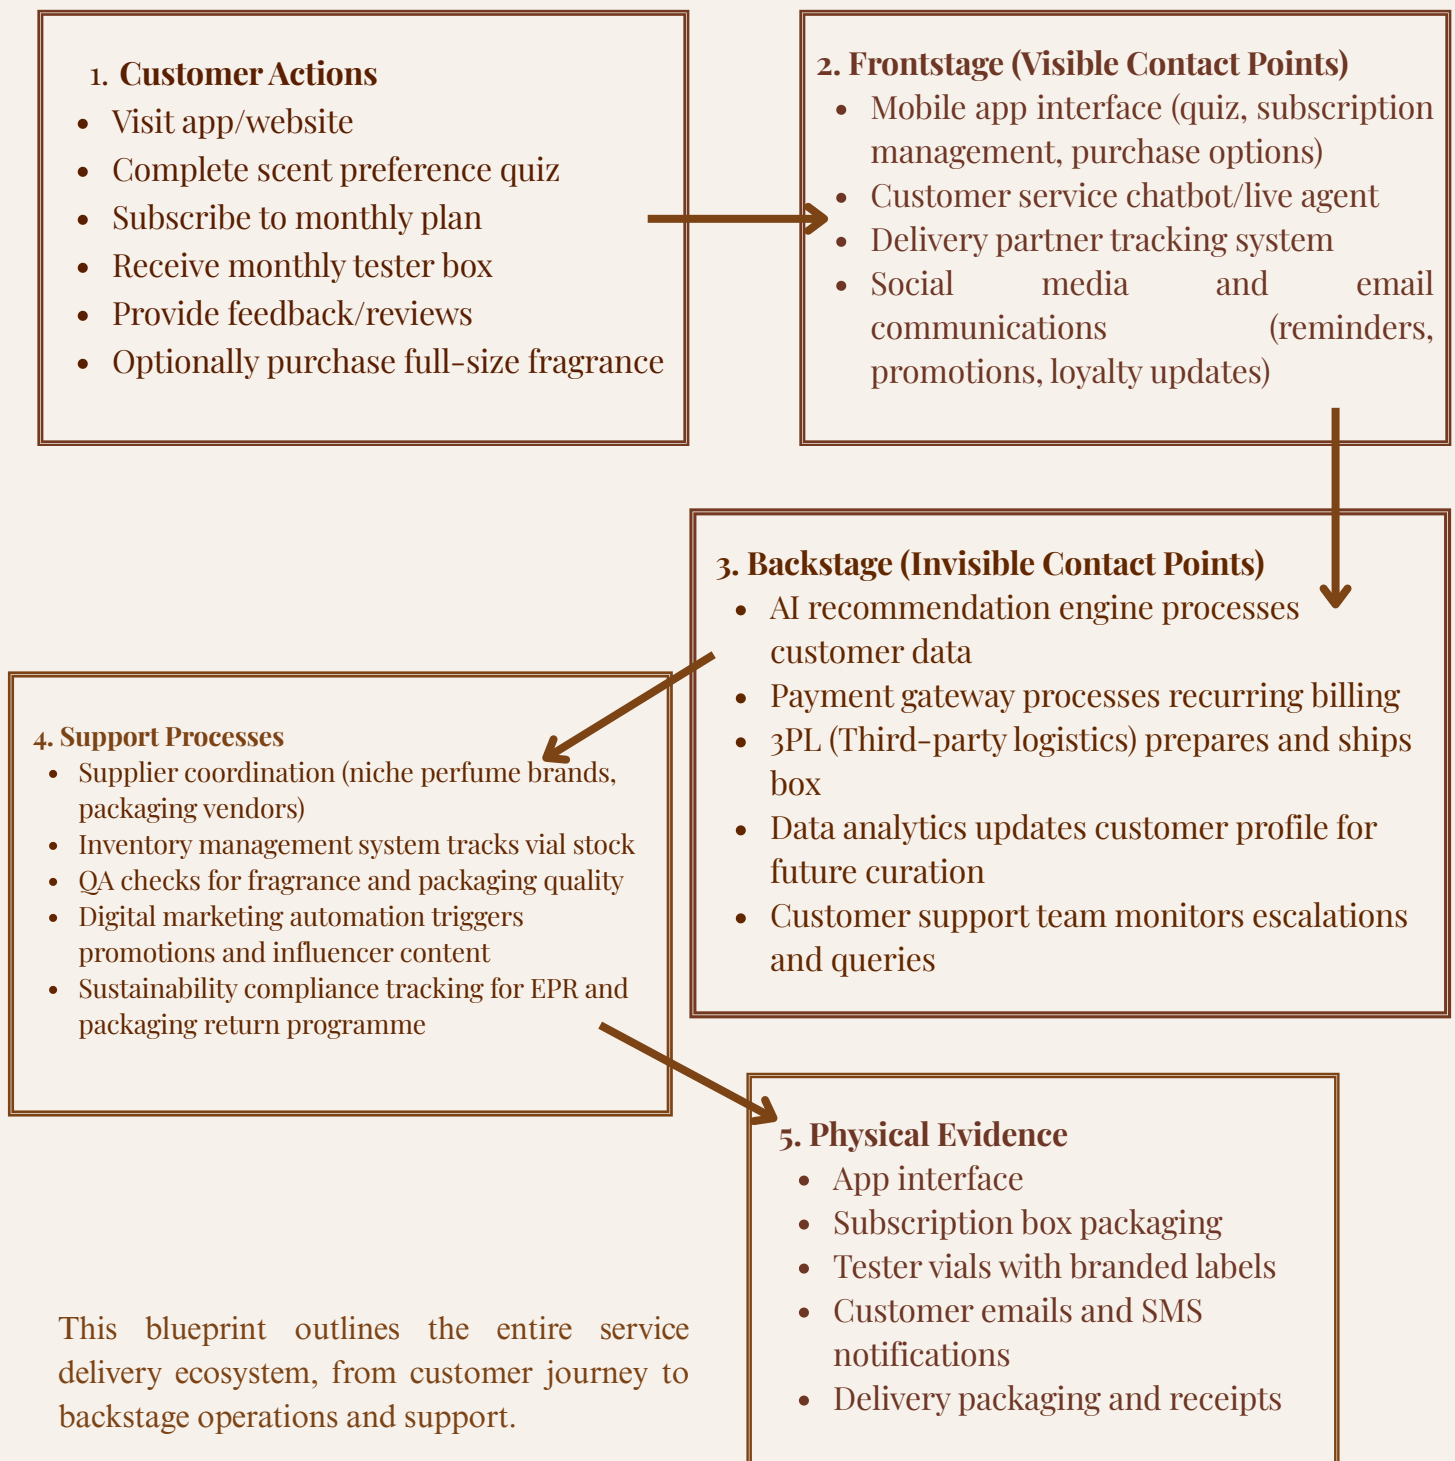 1. Customer Actions
• Visit app/website
• Complete scent preference quiz
• Subscribe to monthly plan
• Receive monthly tester box
• Provide feedback/reviews
• Optionally purchase full-size fragrance
2. Frontstage (Visible Contact Points)
• Mobile app interface (quiz, subscription
management, purchase options)
• Customer service chatbot/live agent
• Delivery partner tracking system
• Social media and email
communications (reminders,
promotions, loyalty updates)
3. Backstage (Invisible Contact Points)
• AI recommendation engine processes
customer data
• Payment gateway processes recurring billing
• 3PL (Third-party logistics) prepares and ships
box
• Data analytics updates customer profile for
future curation
• Customer support team monitors escalations
and queries
4. Support Processes
• Supplier coordination (niche perfume brands,
packaging vendors)
• Inventory management system tracks vial stock
• QA checks for fragrance and packaging quality
• Digital marketing automation triggers
promotions and influencer content
• Sustainability compliance tracking for EPR and
packaging return programme
5. Physical Evidence
• App interface
• Subscription box packaging
• Tester vials with branded labels
• Customer emails and SMS
notifications
• Delivery packaging and receipts
This blueprint outlines the entire service
delivery ecosystem, from customer journey to
backstage operations and support.